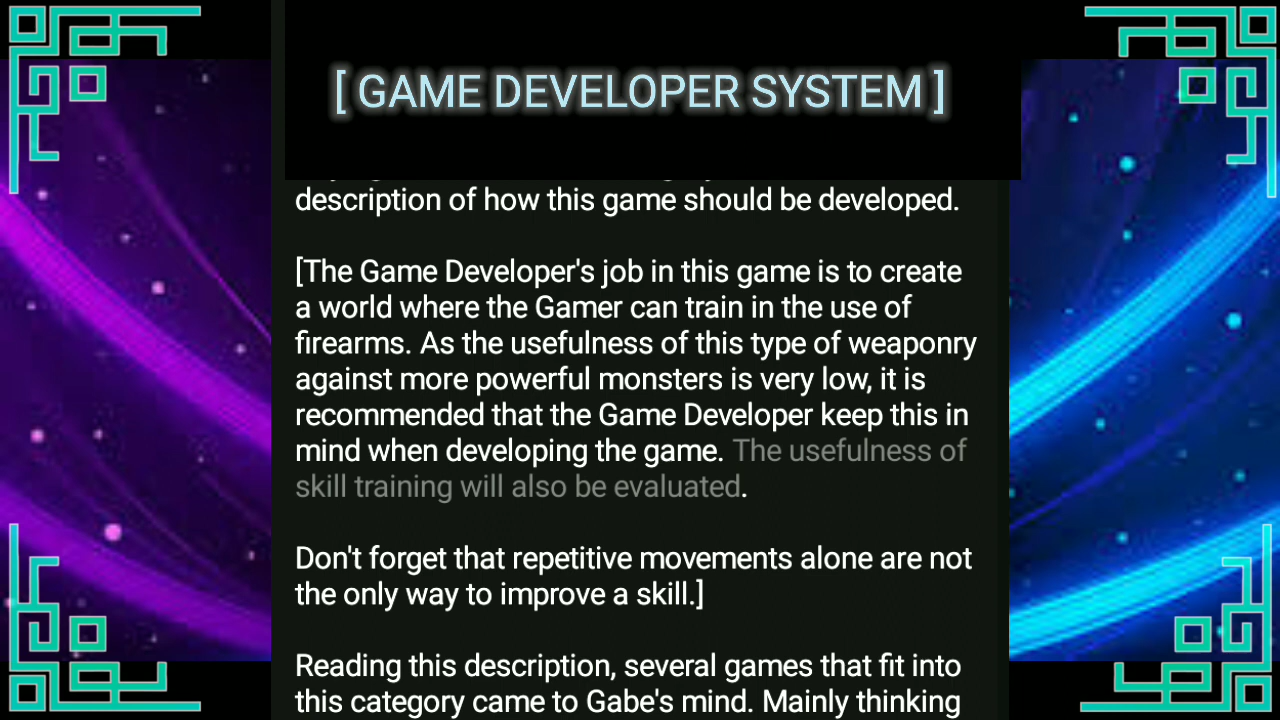 [ GAME DEVELOPER SYSTEM ]
description of how this game should be developed.
[The Game Developer's job in this game is to create
a world where the Gamer can train in the use of
firearms. As the usefulness of this type of weaponry
against more powerful monsters is very low, it is
recommended that the Game Developer keep this in
mind when developing the game. The usefulness of
skill training will also be evaluated.
Don't forget that repetitive movements alone are not
the only way to improve a skill.]
Reading this description, several games that fit into
this category came to Gabe's mind. Mainly thinking